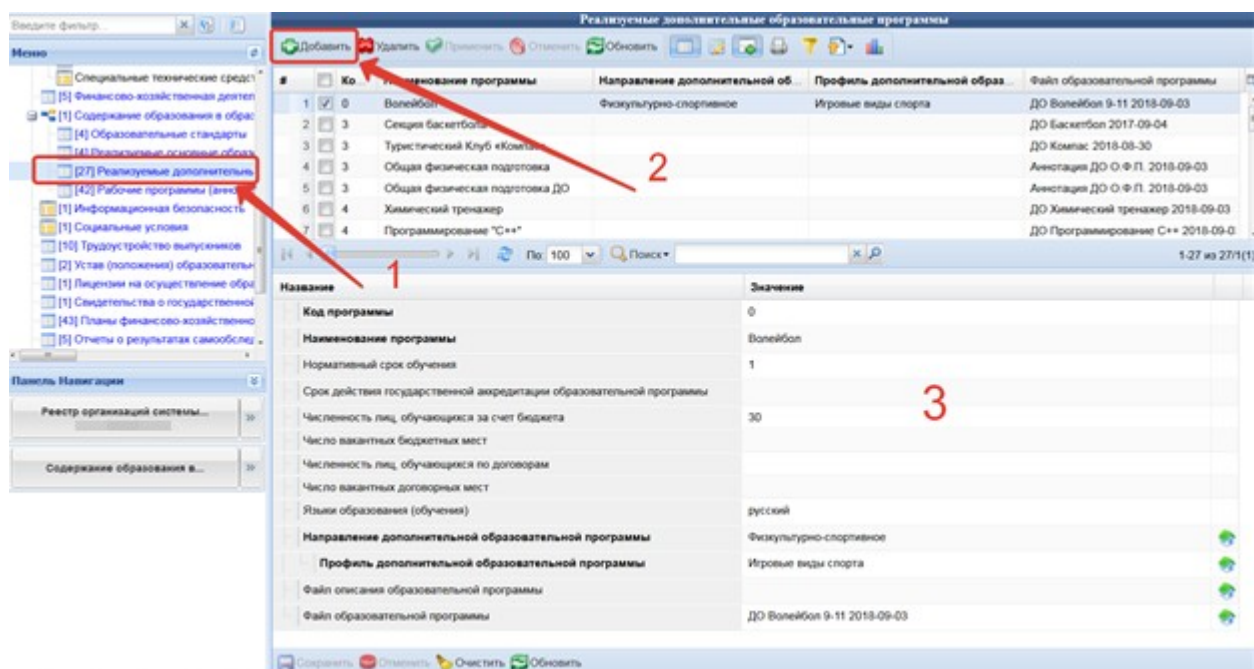 Реализуемые дополнительные образовательные программы
Введите фильтр...
Добавить Удалить Применить Отменить Обновить
Меню
Специальные технические средст
[5] Финансово-хозяйственная деятел
[1] Содержание образования в образ
[4] Образовательные стандарты
[4] Реализуемые основные образо
[27] Реализуемые дополнительны
[42] Рабочие программы (анно
[1] Информационная безопасность
[1] Социальные условия
[10] Трудоустройство выпускников
[2] Устав (положения) образователь
[1] Лицензии на осуществление обра
[1] Свидетельства о государственно
[43] Планы финансово-хозяйственно
[5] Отчеты о результатах самообслед
1
Панель Навигации
Реестр организаций системы...
Содержание образования в...
# Ко Наименование программы Направление дополнительной об... Профиль дополнительной образ... Файл образовательной программы
1 0 Волейбол Физкультурно-спортивное Игровые виды спорта ДО Волейбол 9-11 2018-09-03
2 3 Секция баскетбола ДО Баскетбол 2017-09-04
3 3 Туристический Клуб «Компас ДО Компас 2018-08-30
4 3 Общая физическая подготовка Аннотация ДО О.Ф.П. 2018-09-03
5 3 Общая физическая подготовка ДО Аннотация ДО О.Ф.П. 2018-09-03
6 4 Химический тренажер ДО Химический тренажер 2018-09-03
7 4 Программирование "C++" ДО Программирование C++ 2018-09-0
2
По: 100 Поиск 1-27 из 27/1(1)
Название Значение
Код программы 0
Наименование программы Волейбол
Нормативный срок обучения 1
Срок действия государственной аккредитации образовательной программы
Численность лиц, обучающихся за счет бюджета 30
3
Число вакантных бюджетных мест
Численность лиц, обучающихся по договорам
Число вакантных договорных мест
Языки образования (обучения) русский
Направление дополнительной образовательной программы Физкультурно-спортивное
Профиль дополнительной образовательной программы Игровые виды спорта
Файл описания образовательной программы
Файл образовательной программы ДО Волейбол 9-11 2018-09-03
Сохранить Отменить Очистить Обновить